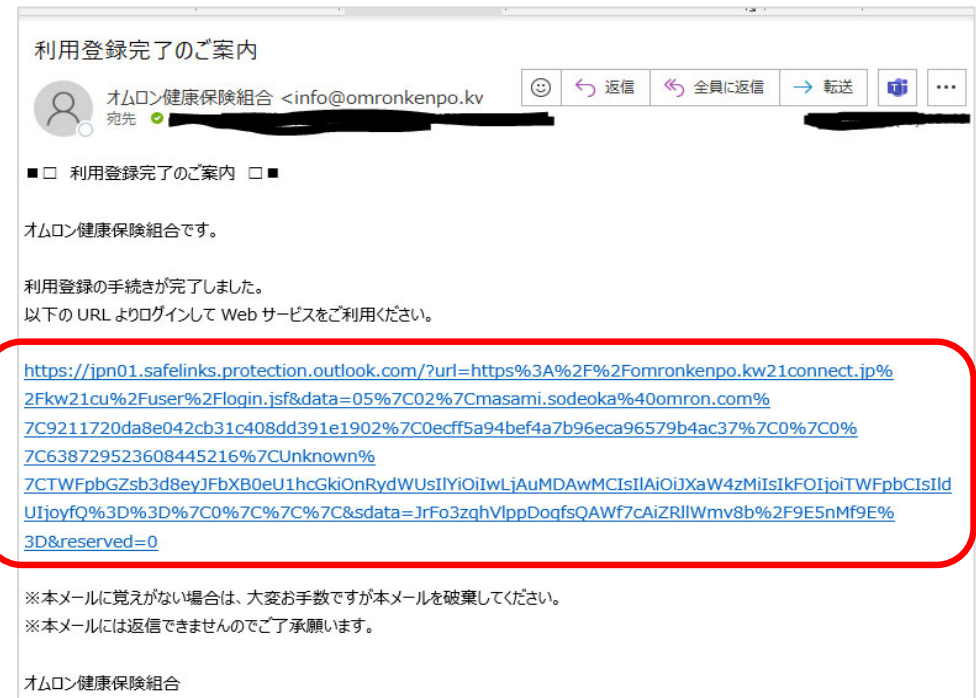 利用登録完了のご案内
オムロン健康保険組合 <info@omronkenpo.kv
返信
全員に返信
転送
宛先
■□ 利用登録完了のご案内 □■
オムロン健康保険組合です。
利用登録の手続きが完了しました。
以下の URL よりログインして Web サービスをご利用ください。
https://jpn01.safelinks.protection.outlook.com/?url=https%3A%2F%2Fomronkenpo.kw21connect.jp%
2Fkw21cu%2Fuser%2Flogin.jsf&data=05%7C02%7Cmasami.sodeoka%40omron.com%
7C9211720da8e042cb31c408dd391e1902%7C0ecff5a94bef4a7b96eca96579b4ac37%7C0%7C0%
7C638729523608445216%7CUnknown%
7CTWFpbGZsb3d8eyJFbXB0eU1hcGkiOnRydWUsIlYiOiIwLjAuMDAwMCIsIlAiOiJXaW4zMiIsIkFOIjoiTWFpbCIsIld
UIjoyfQ%3D%3D%7C0%7C%7C%7C&sdata=JrFo3zqhVlppDoqfsQAWf7cAiZRllWmv8b%2F9E5nMf9E%
3D&reserved=0
※本メールに覚えがない場合は、大変お手数ですが本メールを破棄してください。
※本メールには返信できませんのでご了承願います。
オムロン健康保険組合